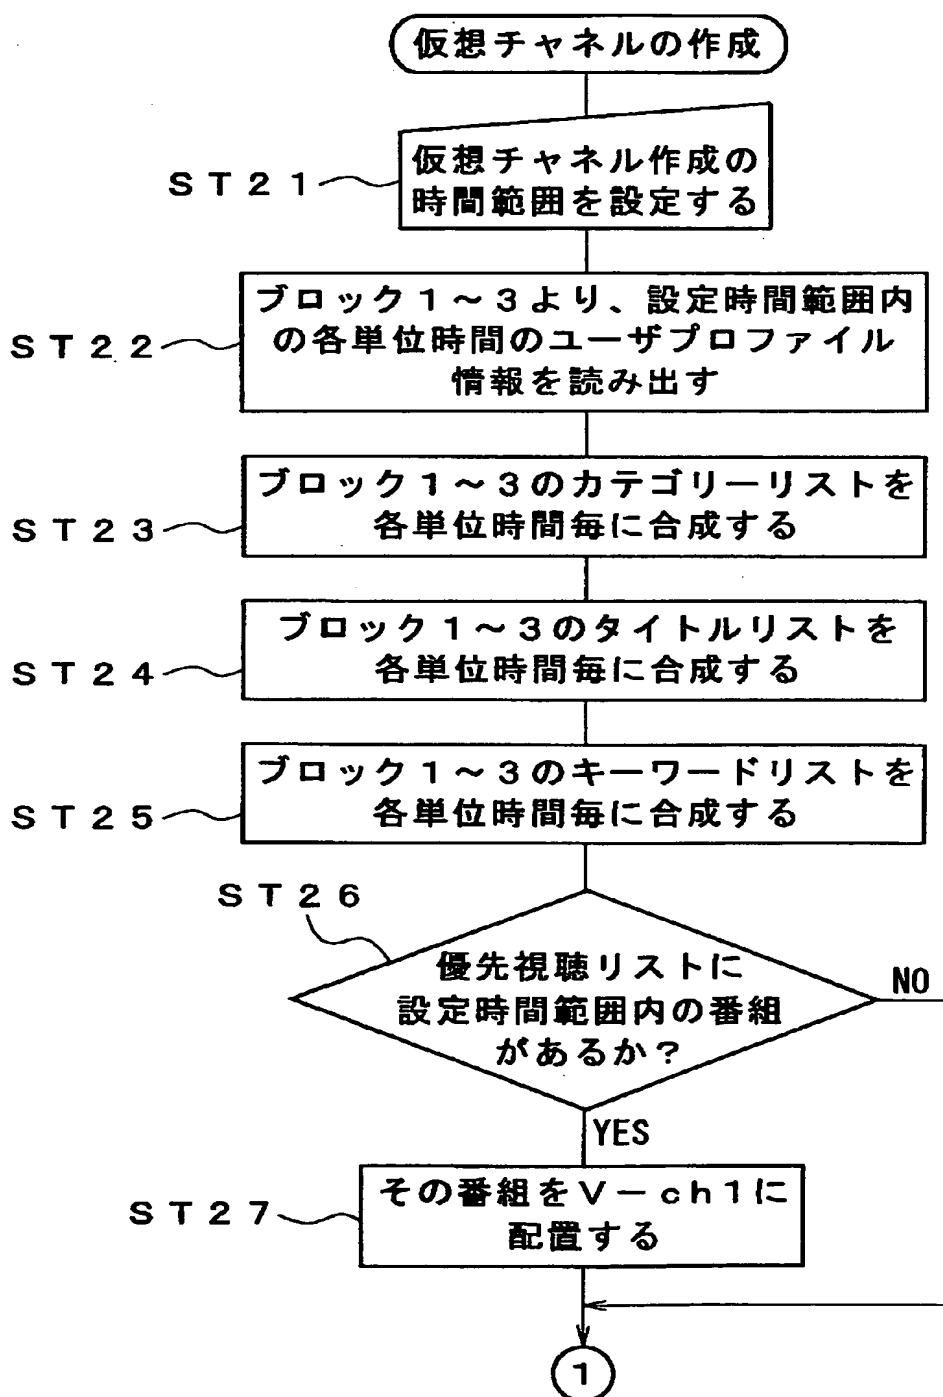 仮想チャネルの作成
ST21
仮想チャネル作成の
時間範囲を設定する
ST22
ブロック1～3より、設定時間範囲内
の各単位時間のユーザプロファイル
情報を読み出す
ST23
ブロック1～3のカテゴリーリストを
各単位時間毎に合成する
ST24
ブロック1～3のタイトルリストを
各単位時間毎に合成する
ST25
ブロック1～3のキーワードリストを
各単位時間毎に合成する
ST26
優先視聴リストに
設定時間範囲内の番組
があるか？
NO
YES
ST27
その番組をV－ch1に
配置する
1